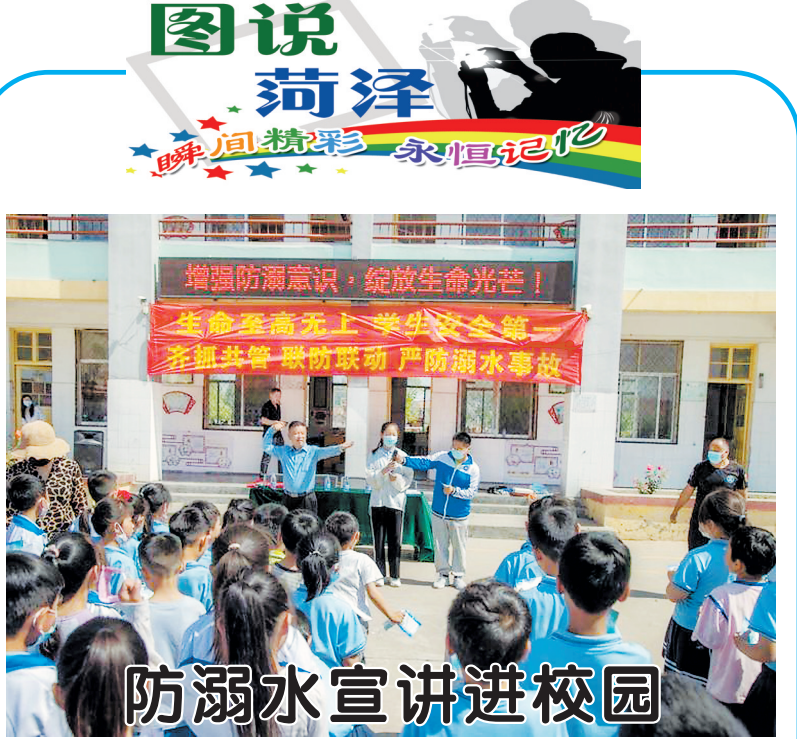 图说
菏泽
瞬间精彩 永恒记忆
增强防溺意识，绽放生命光芒！
生命至高无上 学生安全第一
齐抓共管 联防联动 严防溺水事故
防溺水宣讲进校园